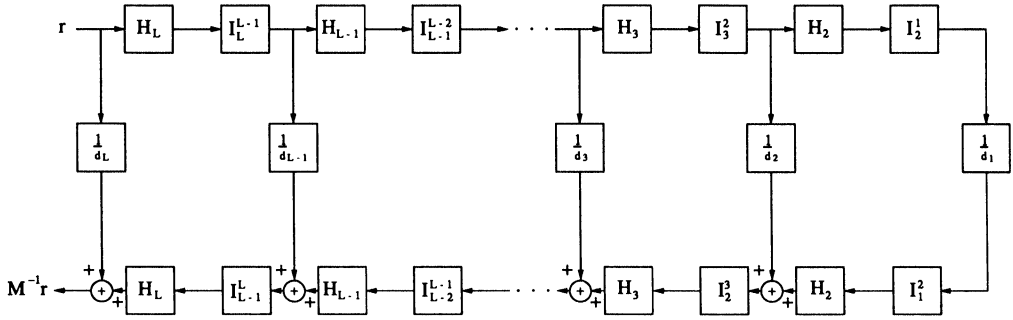 r H_L I_L^{L-1} H_{L-1} I_{L-1}^{L-2} · · · H_3 I_3^2 H_2 I_2^1
1/d_L 1/d_{L-1} 1/d_3 1/d_2 1/d_1
+ + + +
M^{-1}r + + H_L I_{L-1}^L + + H_{L-1} I_{L-2}^{L-1} · · · + + H_3 I_2^3 + + H_2 I_1^2